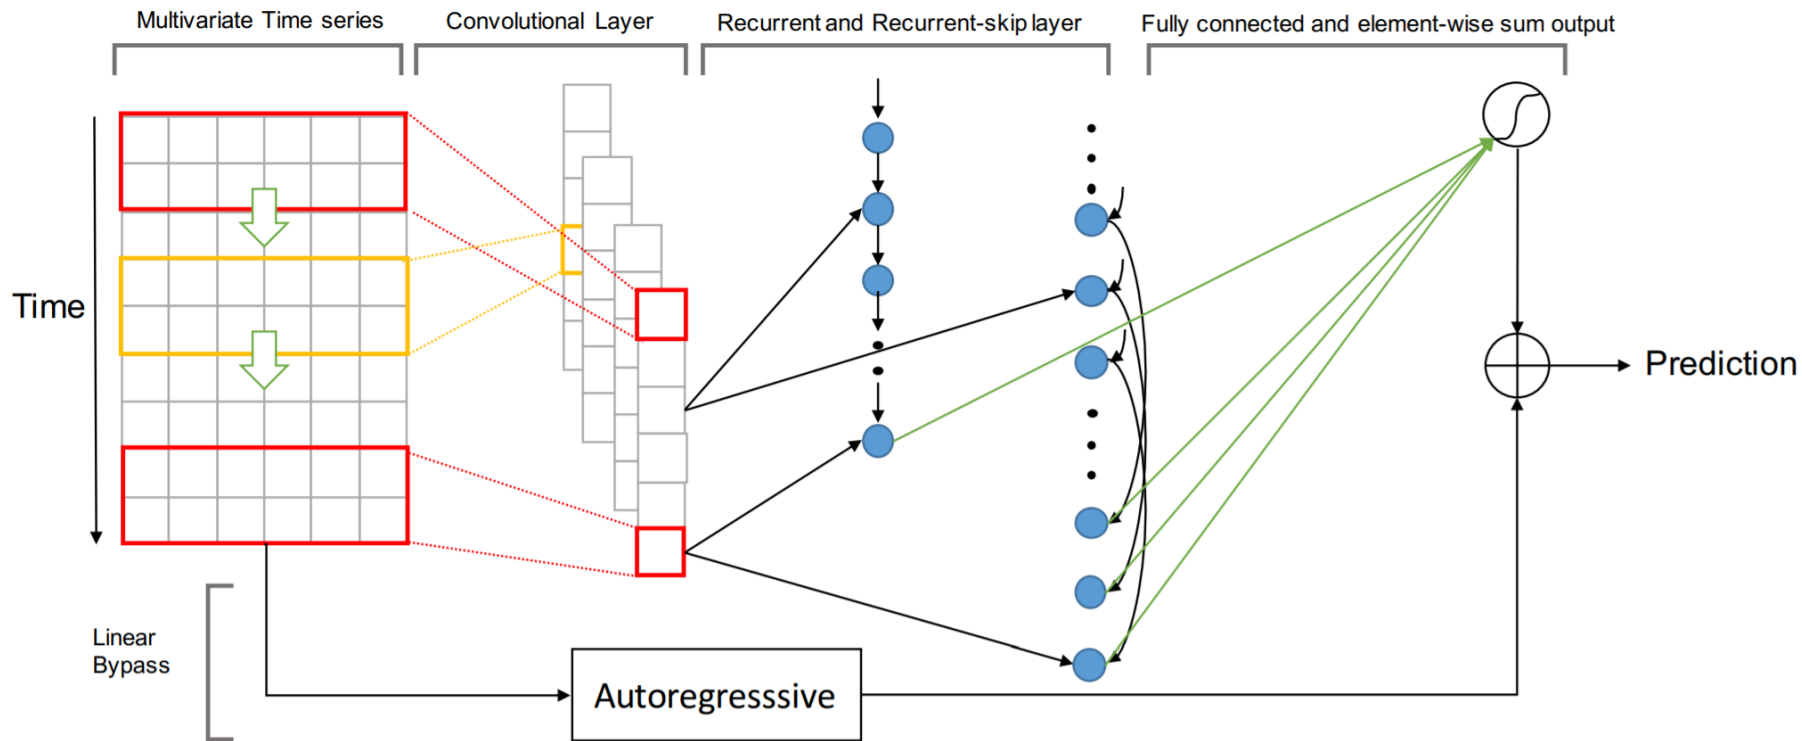 Multivariate Time series
Convolutional Layer
Recurrent and Recurrent-skip layer
Fully connected and element-wise sum output
Time
Prediction
Linear
Bypass
Autoregresssive